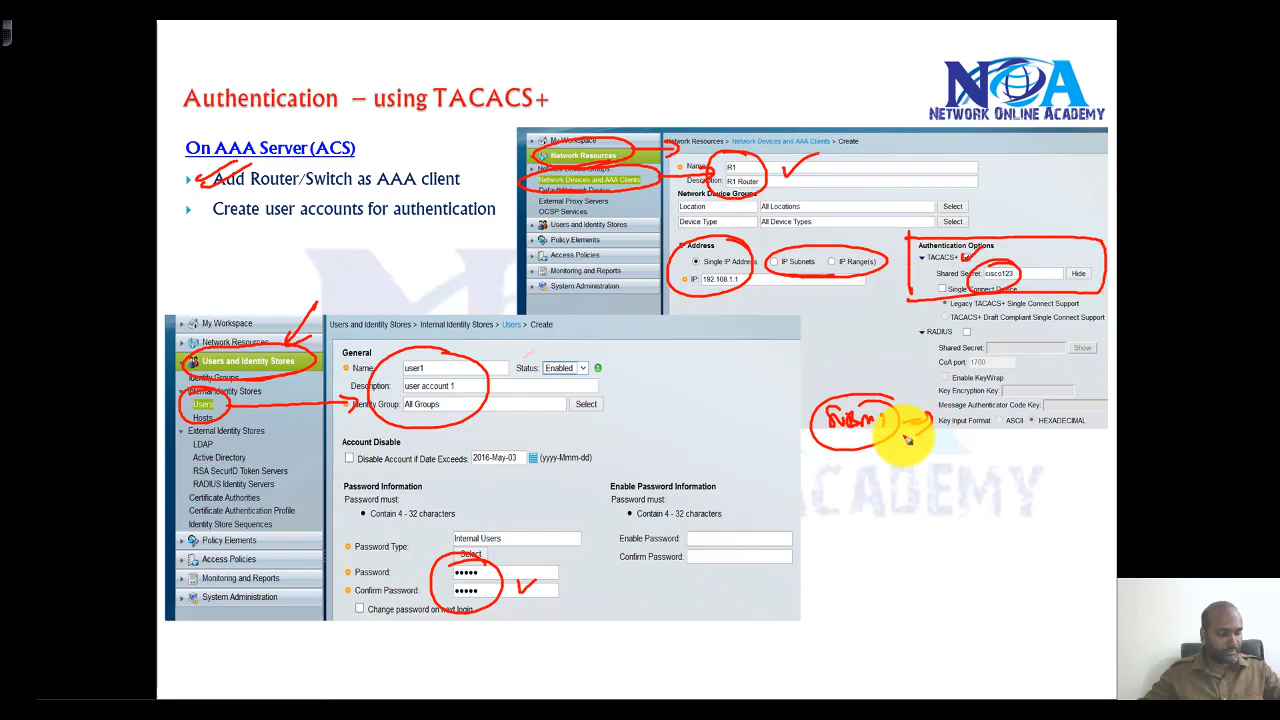 NOA
NETWORK ONLINE ACADEMY
Authentication – using TACACS+
On AAA Server (ACS)
Add Router/Switch as AAA client
Create user accounts for authentication
My Workspace
Network Resources
Network Device Groups
Network Devices and AAA Clients
Default Network Device
External Proxy Servers
OCSP Services
Users and Identity Stores
Policy Elements
Access Policies
Monitoring and Reports
System Administration
Network Resources > Network Devices and AAA Clients > Create
Name: R1
Description: R1 Router
Network Device Groups
Location All Locations Select
Device Type All Device Types Select
IP Address
Single IP Address IP Subnets IP Range(s)
IP: 192.168.1.1
Authentication Options
TACACS+
Shared Secret: cisco123 Hide
Single Connect Device
Legacy TACACS+ Single Connect Support
TACACS+ Draft Compliant Single Connect Support
RADIUS
Shared Secret: Show
CoA port: 1700
Enable KeyWrap
Key Encryption Key:
Message Authenticator Code Key:
Key Input Format ASCII HEXADECIMAL
My Workspace
Network Resources
Users and Identity Stores
Identity Groups
Internal Identity Stores
Users
Hosts
External Identity Stores
LDAP
Active Directory
RSA SecurID Token Servers
RADIUS Identity Servers
Certificate Authorities
Certificate Authentication Profile
Identity Store Sequences
Policy Elements
Access Policies
Monitoring and Reports
System Administration
Users and Identity Stores > Internal Identity Stores > Users > Create
General
Name: user1 Status: Enabled
Description: user account 1
Identity Group: All Groups Select
Account Disable
Disable Account if Date Exceeds: 2016-May-03 (yyyy-Mmm-dd)
Password Information
Password must:
• Contain 4 - 32 characters
Password Type: Internal Users
Select
Password: •••••
Confirm Password: •••••
Change password on next login
Enable Password Information
Password must:
• Contain 4 - 32 characters
Enable Password:
Confirm Password:
ACADEMY